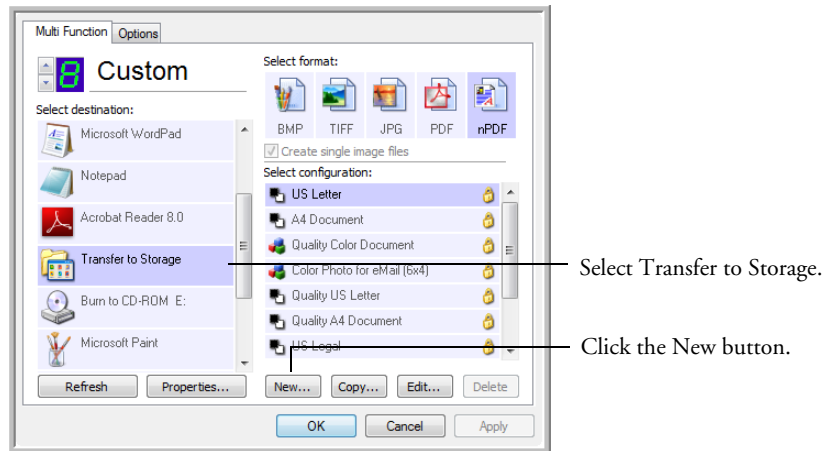 Multi Function
Options
8
Custom
Select destination:
Microsoft WordPad
Notepad
Acrobat Reader 8.0
Transfer to Storage
Burn to CD-ROM E:
Microsoft Paint
Refresh
Properties...
Select format:
BMP
TIFF
JPG
PDF
nPDF
Create single image files
Select configuration:
US Letter
A4 Document
Quality Color Document
Color Photo for eMail (6x4)
Quality US Letter
Quality A4 Document
US Legal
New...
Copy...
Edit...
Delete
OK
Cancel
Apply
Select Transfer to Storage.
Click the New button.